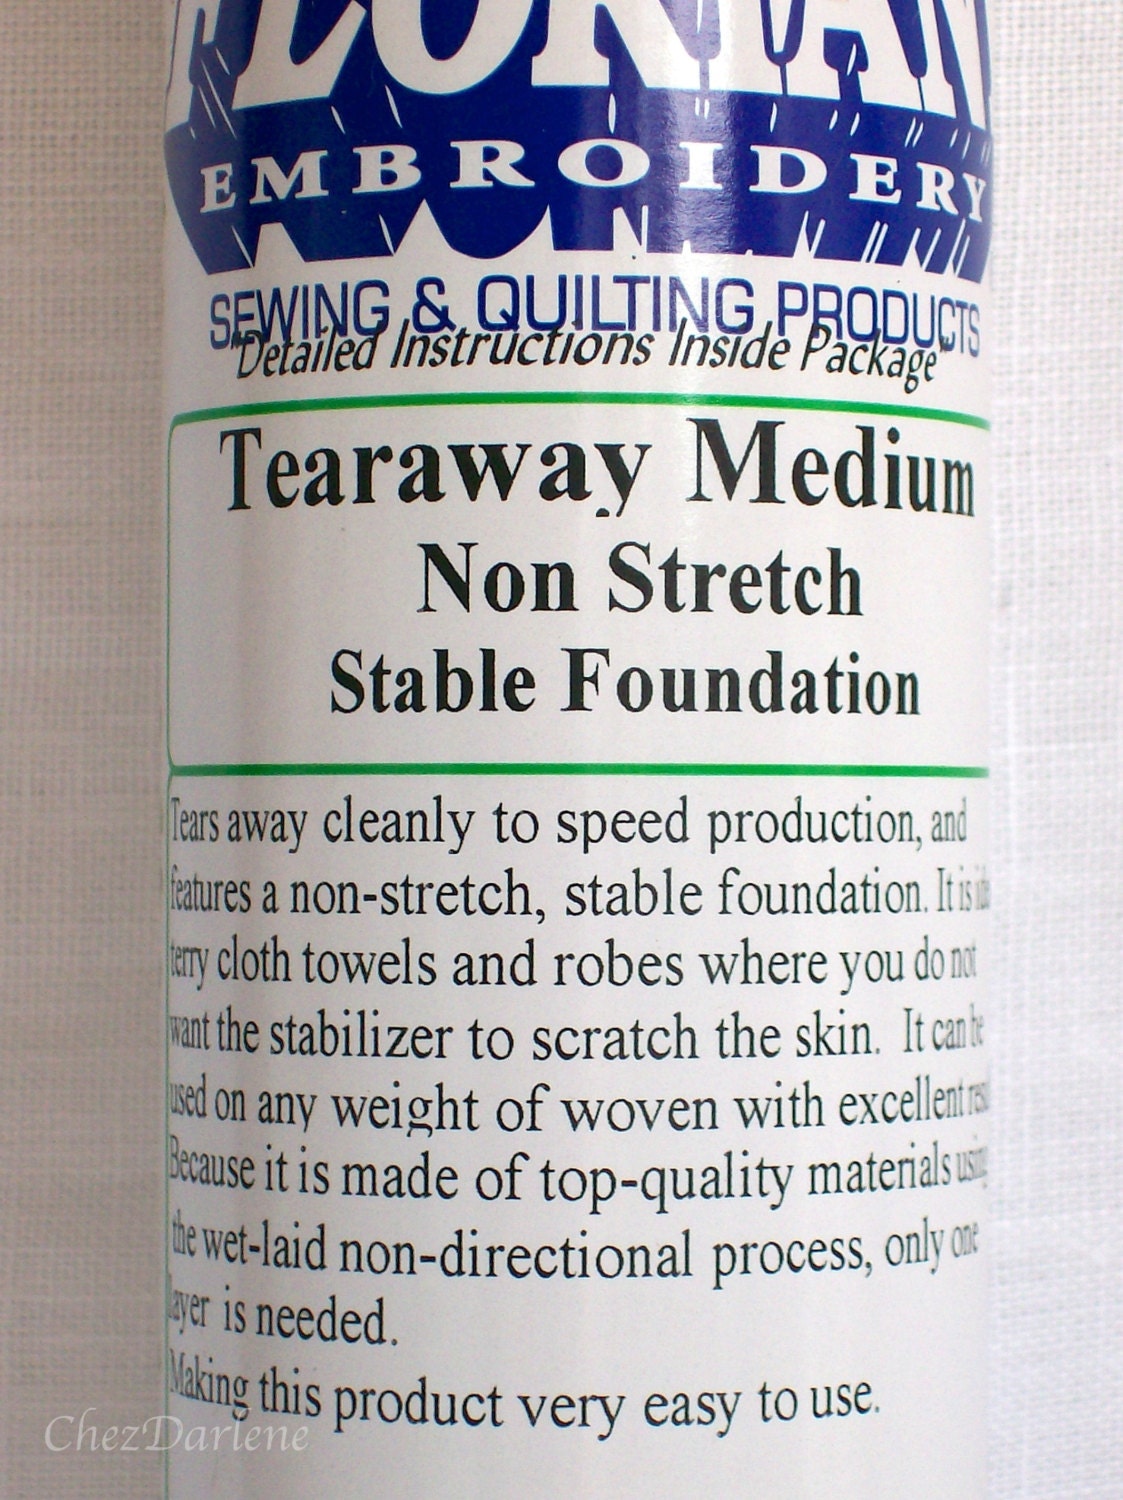 FLORIAN
EMBROIDERY
SEWING & QUILTING PRODUCTS
"Detailed Instructions Inside Package"
Tearaway Medium
Non Stretch
Stable Foundation
Tears away cleanly to speed production, and
features a non-stretch, stable foundation. It is
terry cloth towels and robes where you do not
want the stabilizer to scratch the skin. It can be
used on any weight of woven with excellent
Because it is made of top-quality materials using
the wet-laid non-directional process, only one
layer is needed.
Making this product very easy to use.
ChezDarlene